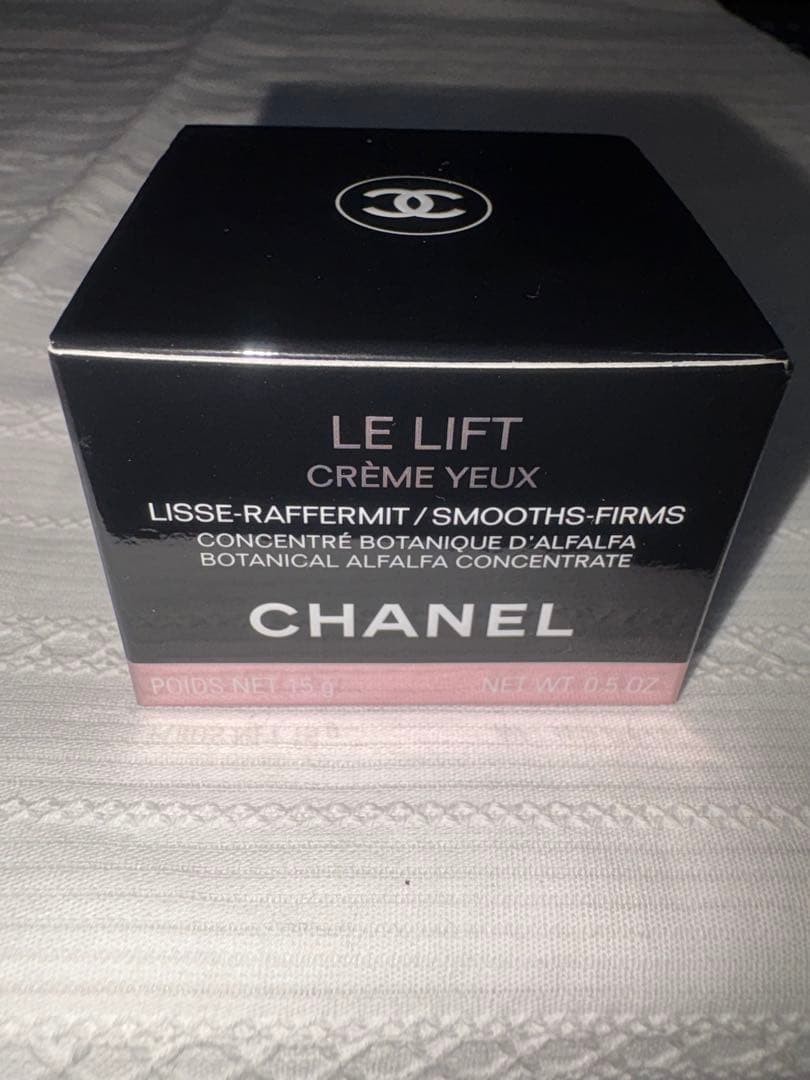 LE LIFT
CRÈME YEUX
LISSE-RAFFERMIT / SMOOTHS-FIRMS
CONCENTRÉ BOTANIQUE D'ALFALFA
BOTANICAL ALFALFA CONCENTRATE
CHANEL
POIDS NET 15 g NET WT. 0.5 OZ